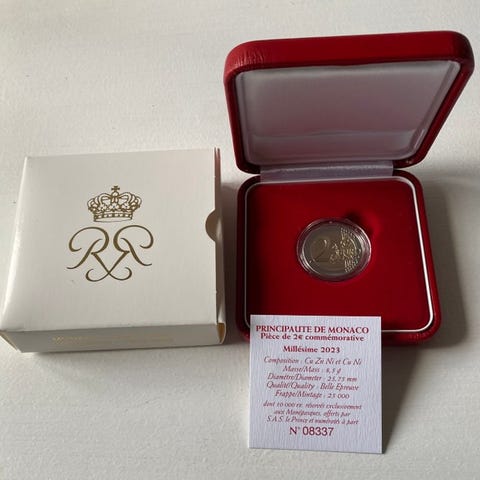 RR
2
PRINCIPAUTE DE MONACO
Pièce de 2€ commémorative
Millésime 2023
Composition : Cu Zn Ni et Cu Ni
Masse/Mass : 8,5 g
Diamètre/Diameter : 25.75 mm
Qualité/Quality : Belle Epreuve
Frappe/Mintage : 25 000
dont 10 000 ex. réservés exclusivement
aux Monégasques, offerts par
S.A.S. le Prince et numérotés à part
N° 08337